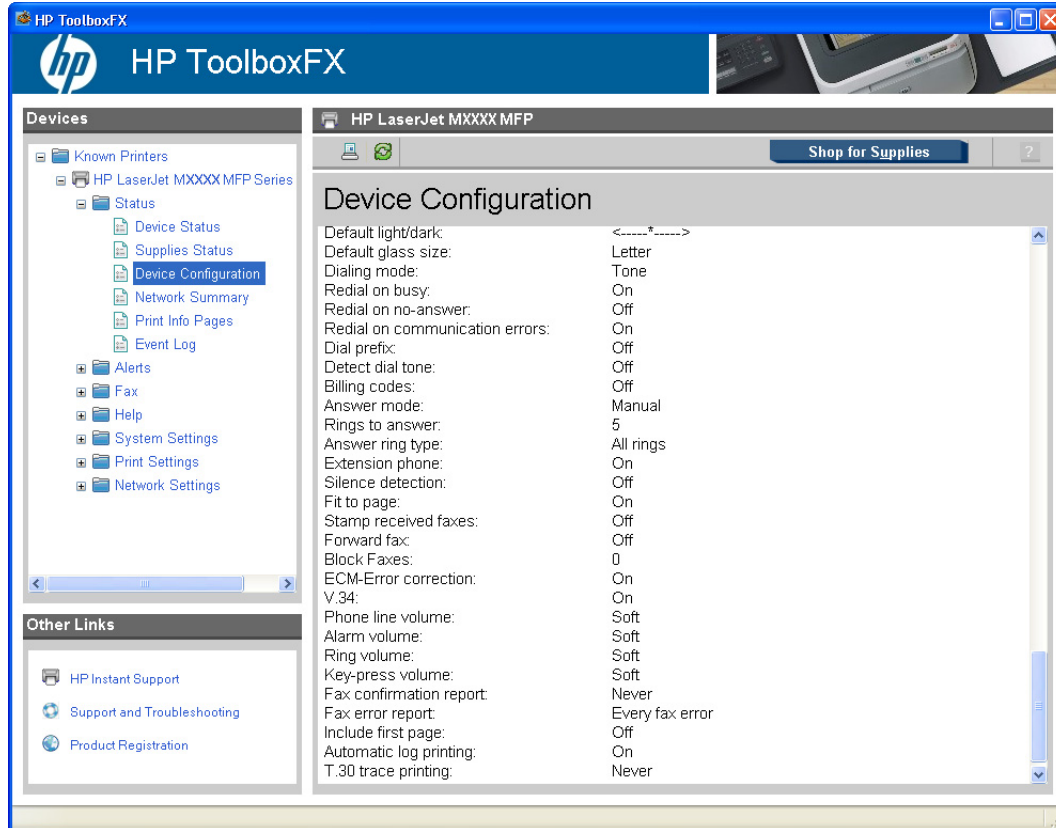 HP ToolboxFX
hp HP ToolboxFX
Devices
Known Printers
HP LaserJet MXXXX MFP Series
Status
Device Status
Supplies Status
Device Configuration
Network Summary
Print Info Pages
Event Log
Alerts
Fax
Help
System Settings
Print Settings
Network Settings
Other Links
HP Instant Support
Support and Troubleshooting
Product Registration
HP LaserJet MXXXX MFP
Shop for Supplies ?
Device Configuration
Default light/dark: <-----*----->
Default glass size: Letter
Dialing mode: Tone
Redial on busy: On
Redial on no-answer: Off
Redial on communication errors: On
Dial prefix: Off
Detect dial tone: Off
Billing codes: Off
Answer mode: Manual
Rings to answer: 5
Answer ring type: All rings
Extension phone: On
Silence detection: Off
Fit to page: On
Stamp received faxes: Off
Forward fax: Off
Block Faxes: 0
ECM-Error correction: On
V.34: On
Phone line volume: Soft
Alarm volume: Soft
Ring volume: Soft
Key-press volume: Soft
Fax confirmation report: Never
Fax error report: Every fax error
Include first page: Off
Automatic log printing: On
T.30 trace printing: Never